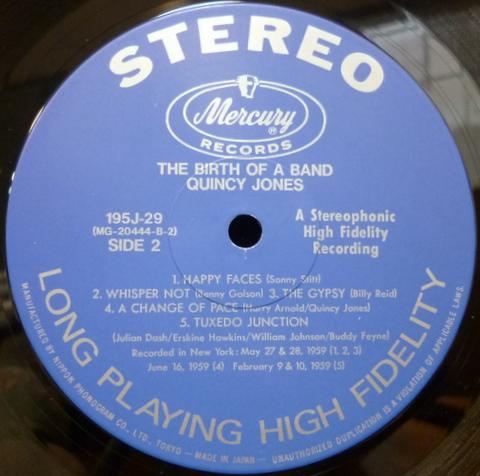 STEREO
Mercury
®
RECORDS
THE BIRTH OF A BAND
QUINCY JONES
195J-29
(MG-20444-B-2)
SIDE 2
A Stereophonic
High Fidelity
Recording
1. HAPPY FACES (Sonny Stitt)
2. WHISPER NOT (Benny Golson) 3. THE GYPSY (Billy Reid)
4. A CHANGE OF PACE (Harry Arnold/Quincy Jones)
5. TUXEDO JUNCTION
(Julian Dash/Erskine Hawkins/William Johnson/Buddy Feyne)
Recorded in New York: May 27 & 28, 1959 (1, 2, 3)
June 16, 1959 (4) February 9 & 10, 1959 (5)
LONG PLAYING HIGH FIDELITY
MANUFACTURED BY NIPPON PHONOGRAM CO., LTD., TOKYO – MADE IN JAPAN – UNAUTHORIZED DUPLICATION IS A VIOLATION OF APPLICABLE LAWS.